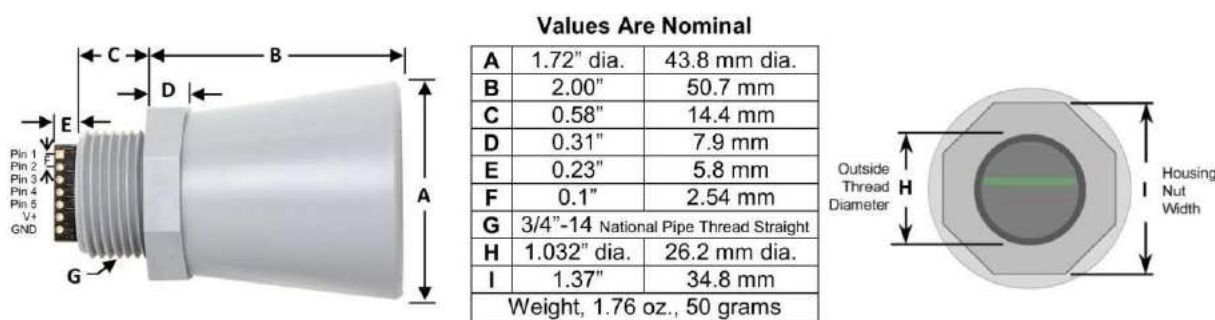 C
B
D
E
Pin 1
F
Pin 2
Pin 3
Pin 4
Pin 5
V+
GND
A
G
Values Are Nominal
A 1.72” dia. 43.8 mm dia.
B 2.00” 50.7 mm
C 0.58” 14.4 mm
D 0.31” 7.9 mm
E 0.23” 5.8 mm
F 0.1” 2.54 mm
G 3/4”-14 National Pipe Thread Straight
H 1.032” dia. 26.2 mm dia.
I 1.37” 34.8 mm
Weight, 1.76 oz., 50 grams
Outside
Thread
Diameter
H
I
Housing
Nut
Width